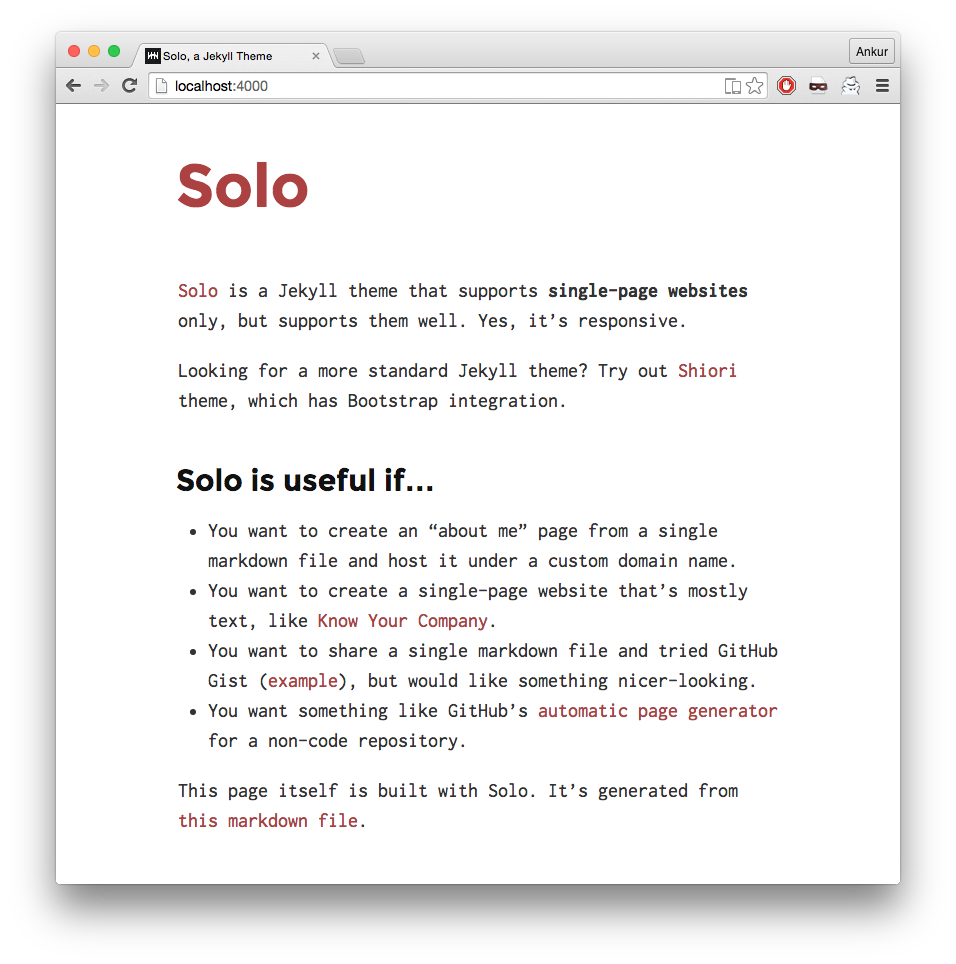 Solo, a Jekyll Theme
Ankur
localhost:4000
Solo
Solo is a Jekyll theme that supports single-page websites
only, but supports them well. Yes, it’s responsive.
Looking for a more standard Jekyll theme? Try out Shiori
theme, which has Bootstrap integration.
Solo is useful if...
• You want to create an “about me” page from a single
markdown file and host it under a custom domain name.
• You want to create a single-page website that’s mostly
text, like Know Your Company.
• You want to share a single markdown file and tried GitHub
Gist (example), but would like something nicer-looking.
• You want something like GitHub’s automatic page generator
for a non-code repository.
This page itself is built with Solo. It’s generated from
this markdown file.